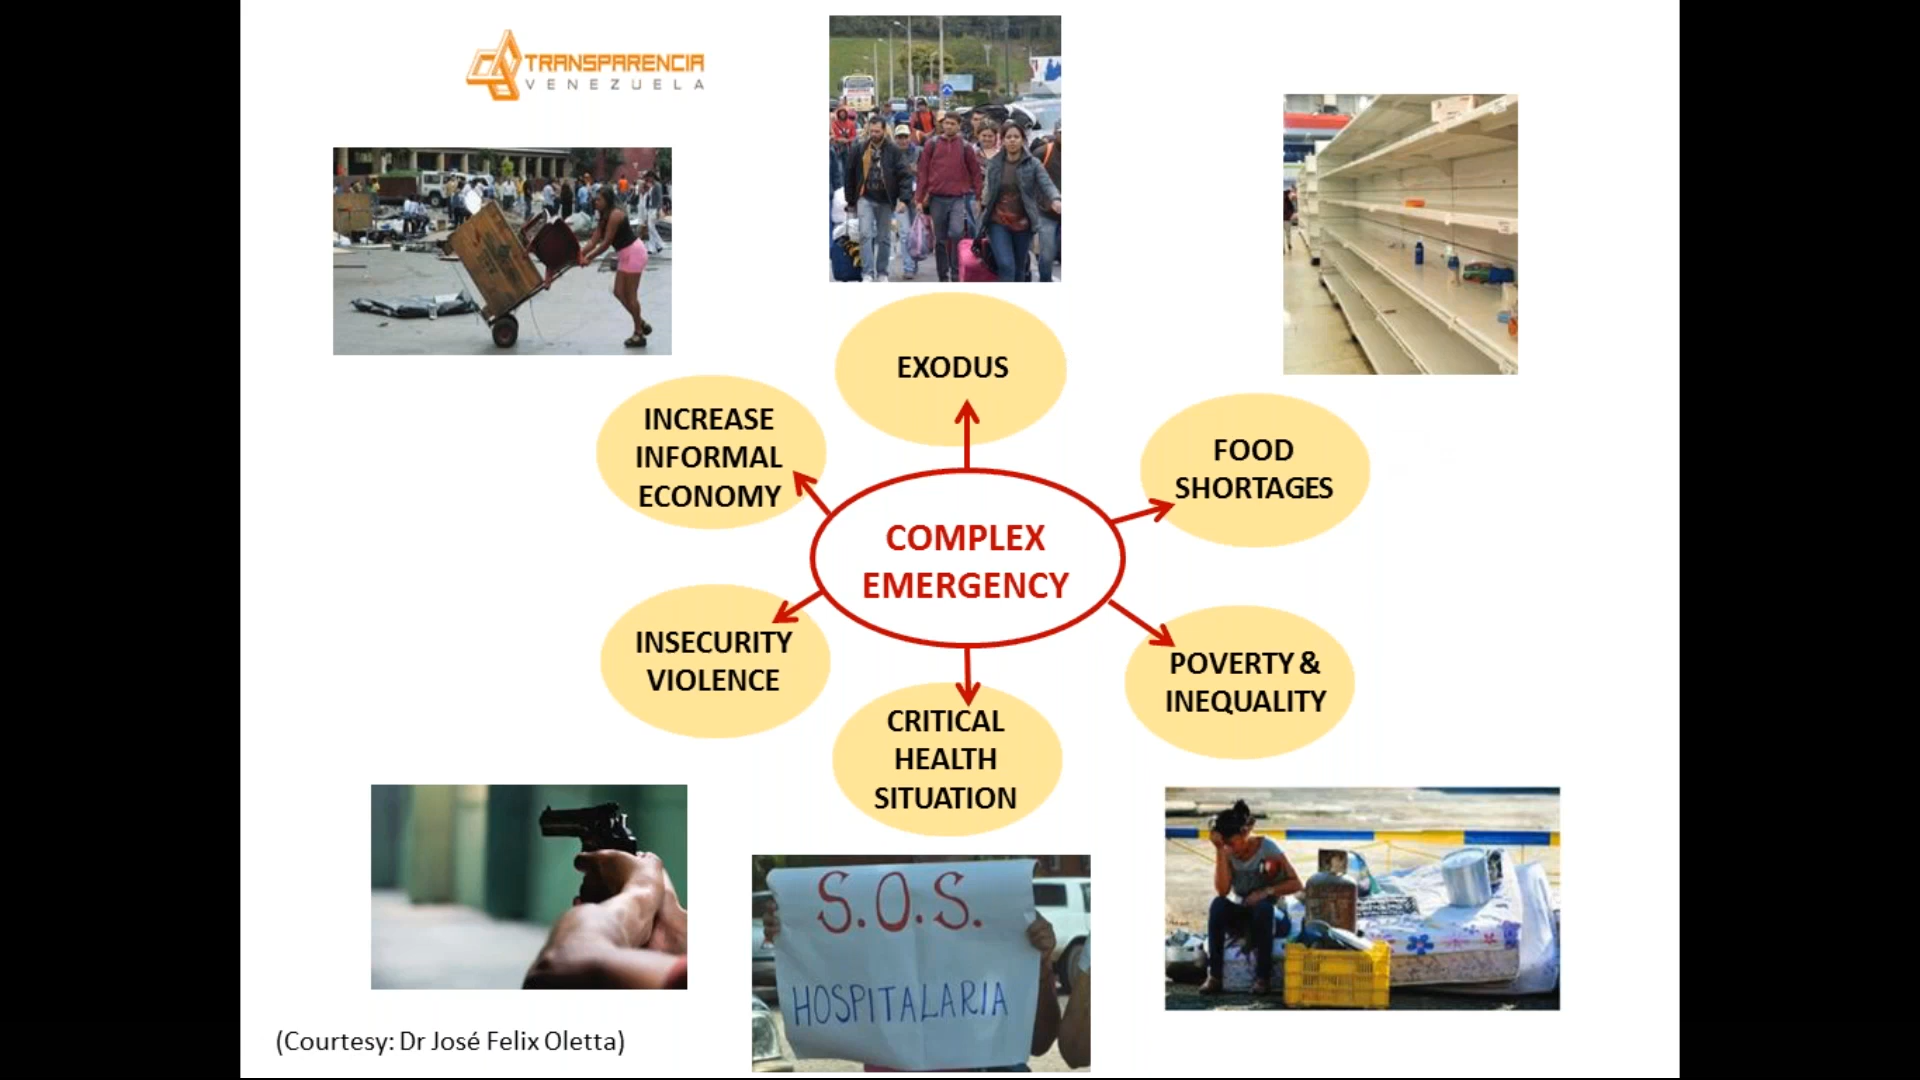 TRANSPARENCIA
VENEZUELA
EXODUS
INCREASE
INFORMAL
ECONOMY
FOOD
SHORTAGES
COMPLEX
EMERGENCY
INSECURITY
VIOLENCE
POVERTY &
INEQUALITY
CRITICAL
HEALTH
SITUATION
S.O.S.
HOSPITALARIA
(Courtesy: Dr José Felix Oletta)